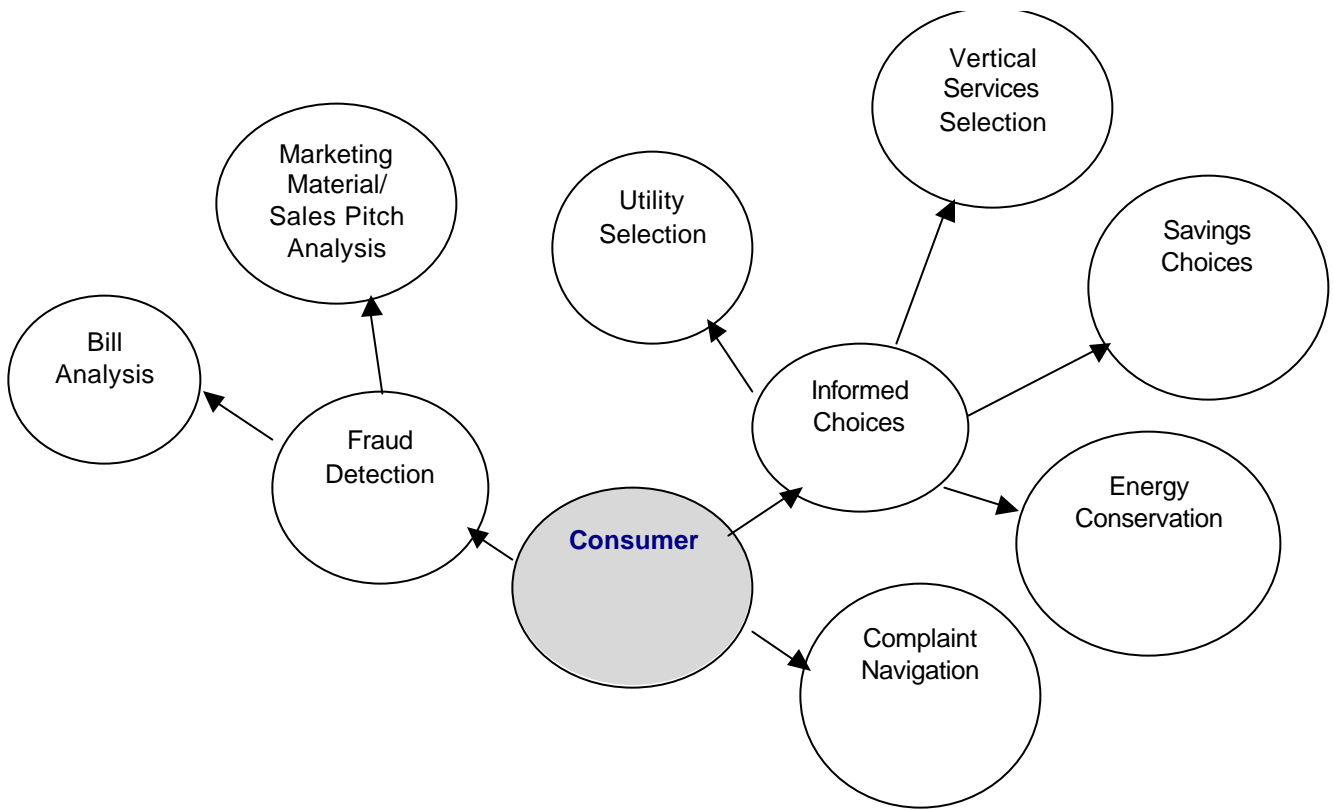 Vertical
Services
Selection
Marketing
Material/
Sales Pitch
Analysis
Utility
Selection
Savings
Choices
Bill
Analysis
Informed
Choices
Fraud
Detection
Energy
Conservation
Consumer
Complaint
Navigation